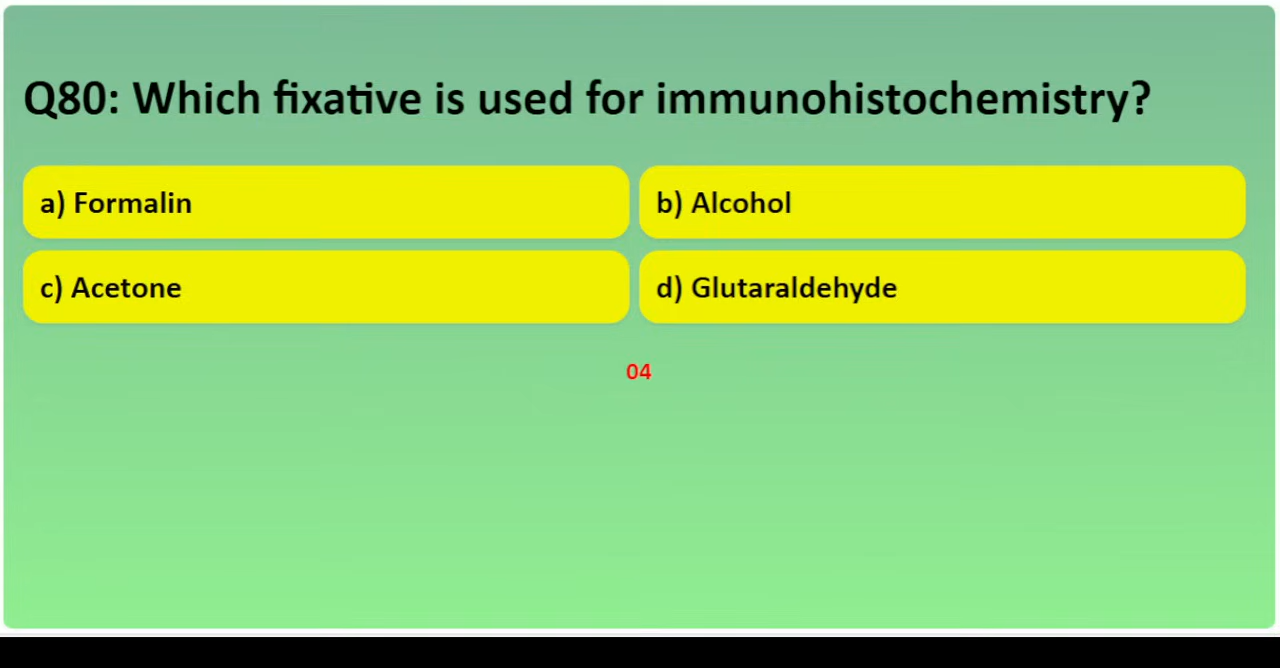 Q80: Which fixative is used for immunohistochemistry?
a) Formalin
b) Alcohol
c) Acetone
d) Glutaraldehyde
04